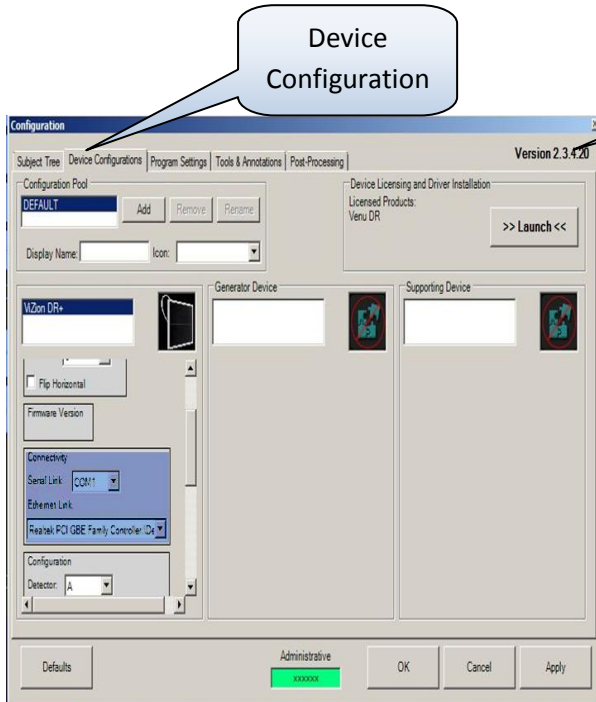 Device
Configuration
Configuration
Subject Tree Device Configurations Program Settings Tools & Annotations Post-Processing
Version 2.3.4.20
Configuration Pool
DEFAULT
Add Remove Rename
Display Name: Icon:
Device Licensing and Driver Installation
Licensed Products:
Venu DR
>> Launch <<
ViZion DR+
Generator Device
Supporting Device
Flip Horizontal
Firmware Version
Connectivity
Serial Link: COM1
Ethernet Link:
Realtek PCI GBE Family Controller (De
Configuration
Detector: A
Defaults
Administrative
xxxxxx
OK Cancel Apply